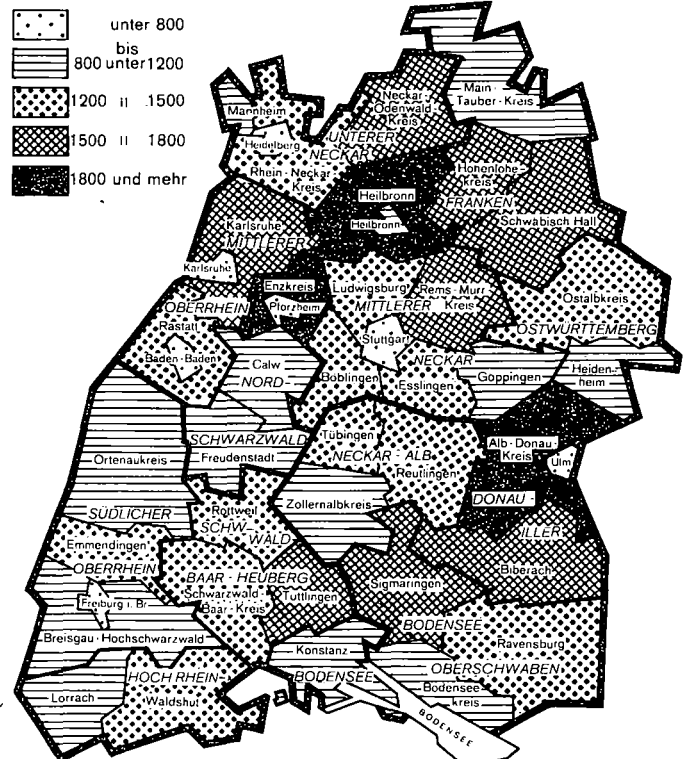 unter 800
bis
800 unter 1200
1200 ıı 1500
1500 ıı 1800
1800 und mehr
Main-
Tauber-Kreis
Neckar-
Odenwald-
Kreis
Mannheim
UNTERER
Heidelberg
NECKAR
Rhein-Neckar-
Kreis
Hohenlohe-
kreis
Heilbronn
FRANKEN
Heilbronn
Schwäbisch Hall
Karlsruhe
MITTLERER
Karlsruhe
Enzkreis
Ludwigsburg
Rems-Murr
Kreis
Ostalbkreis
OBERRHEIN
Pforzheim
MITTLERER
OSTWÜRTTEMBERG
Rastatt
Stuttgart
Baden-Baden
Calw
NECKAR
NORD-
Böblingen
Esslingen
Göppingen
Heiden-
heim
SCHWARZWALD
Tübingen
Alb-Donau-
Kreis
Ortenaukreis
Freudenstadt
NECKAR-ALB
Reutlingen
Ulm
DONAU-
Rottweil
Zollernalbkreis
SÜDLICHER
SCHW-
WALD
ILLER
Emmendingen
OBERRHEIN
BAAR-HEUBERG
Sigmaringen
Biberach
Schwarzwald-
Baar-Kreis
Tuttlingen
Freiburg i. Br
BODENSEE
Breisgau-Hochschwarzwald
Konstanz
Ravensburg
HOCHRHEIN
BODENSEE
OBERSCHWABEN
Lorrach
Waldshut
Bodensee-
kreis
BODENSEE